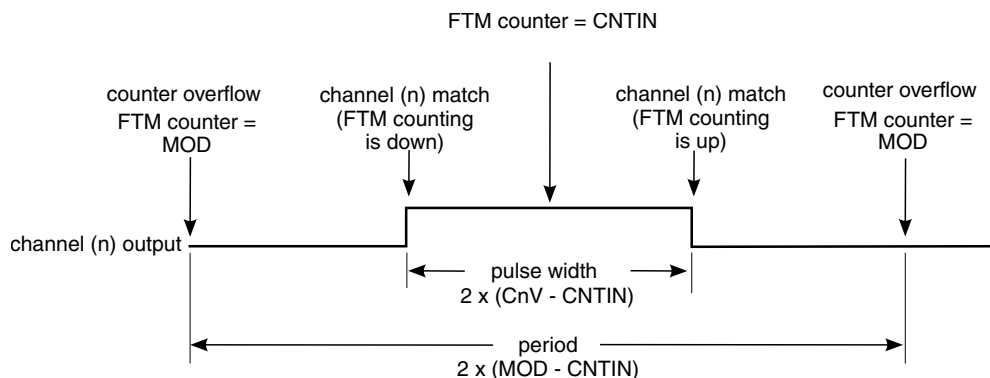 FTM counter = CNTIN
counter overflow
FTM counter =
MOD
channel (n) match
(FTM counting
is down)
channel (n) match
(FTM counting
is up)
counter overflow
FTM counter =
MOD
channel (n) output
pulse width
2 x (CnV - CNTIN)
period
2 x (MOD - CNTIN)